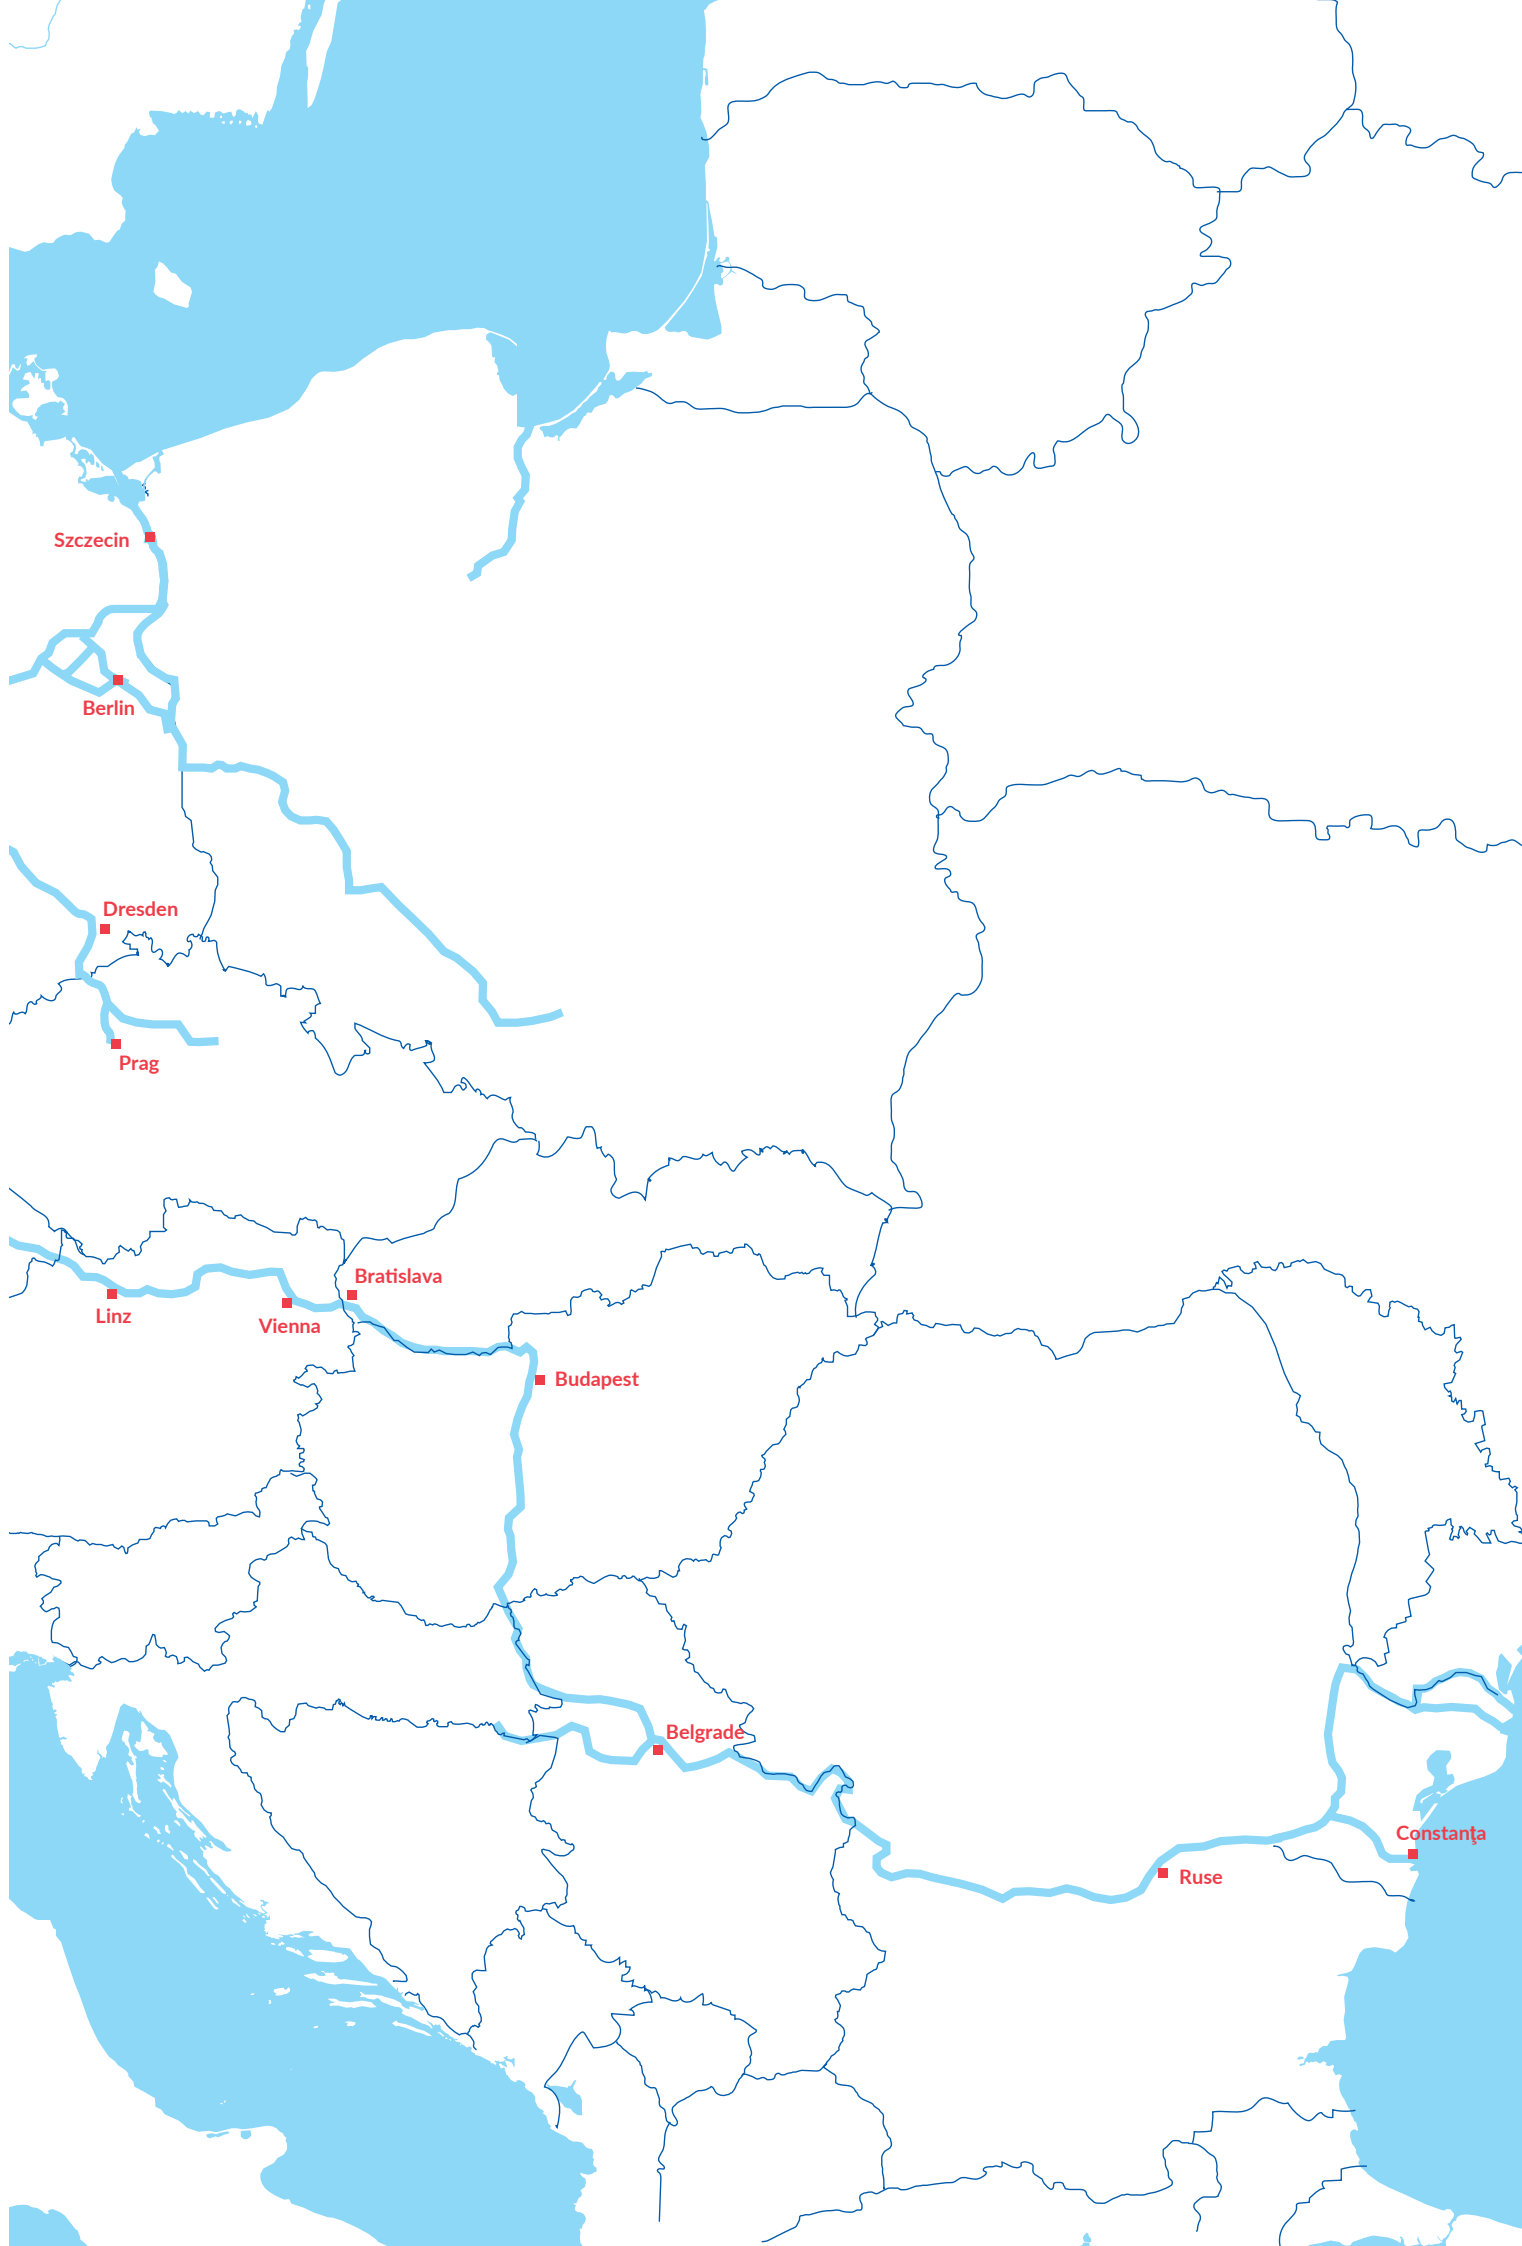 Szczecin
Berlin
Dresden
Prag
Bratislava
Linz
Vienna
Budapest
Belgrade
Constanţa
Ruse